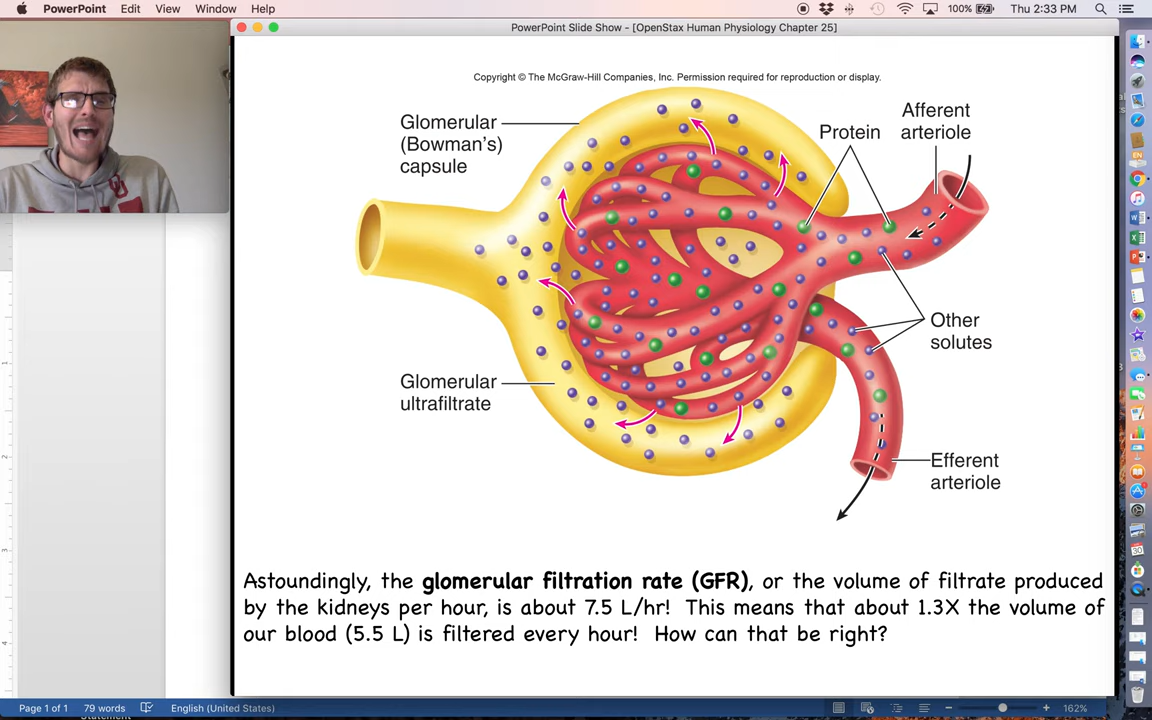 PowerPoint Edit View Window Help
100%
Thu 2:33 PM
PowerPoint Slide Show - [OpenStax Human Physiology Chapter 25]
Copyright © The McGraw-Hill Companies, Inc. Permission required for reproduction or display.
Glomerular
(Bowman's)
capsule
Protein
Afferent
arteriole
Other
solutes
Glomerular
ultrafiltrate
Efferent
arteriole
Astoundingly, the glomerular filtration rate (GFR), or the volume of filtrate produced
by the kidneys per hour, is about 7.5 L/hr! This means that about 1.3X the volume of
our blood (5.5 L) is filtered every hour! How can that be right?
Page 1 of 1 79 words English (United States) 162%